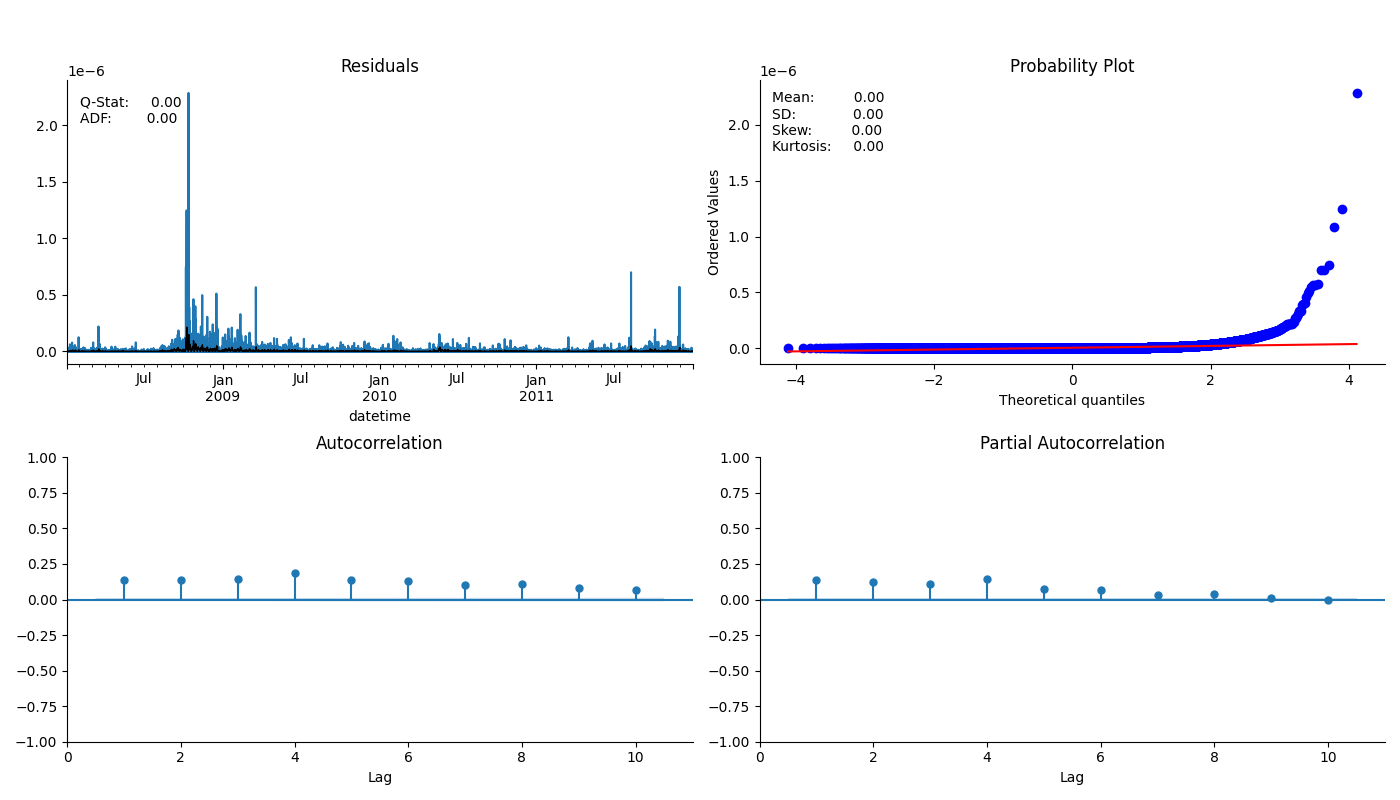 Residuals
1e−6
Q-Stat: 0.00
ADF: 0.00
2.0
1.5
1.0
0.5
0.0
Jul Jan Jul Jan Jul Jan Jul
2009 2010 2011
datetime
Probability Plot
1e−6
Mean: 0.00
SD: 0.00
Skew: 0.00
Kurtosis: 0.00
Ordered Values
2.0
1.5
1.0
0.5
0.0
−4 −2 0 2 4
Theoretical quantiles
Autocorrelation
1.00
0.75
0.50
0.25
0.00
−0.25
−0.50
−0.75
−1.00
0 2 4 6 8 10
Lag
Partial Autocorrelation
1.00
0.75
0.50
0.25
0.00
−0.25
−0.50
−0.75
−1.00
0 2 4 6 8 10
Lag